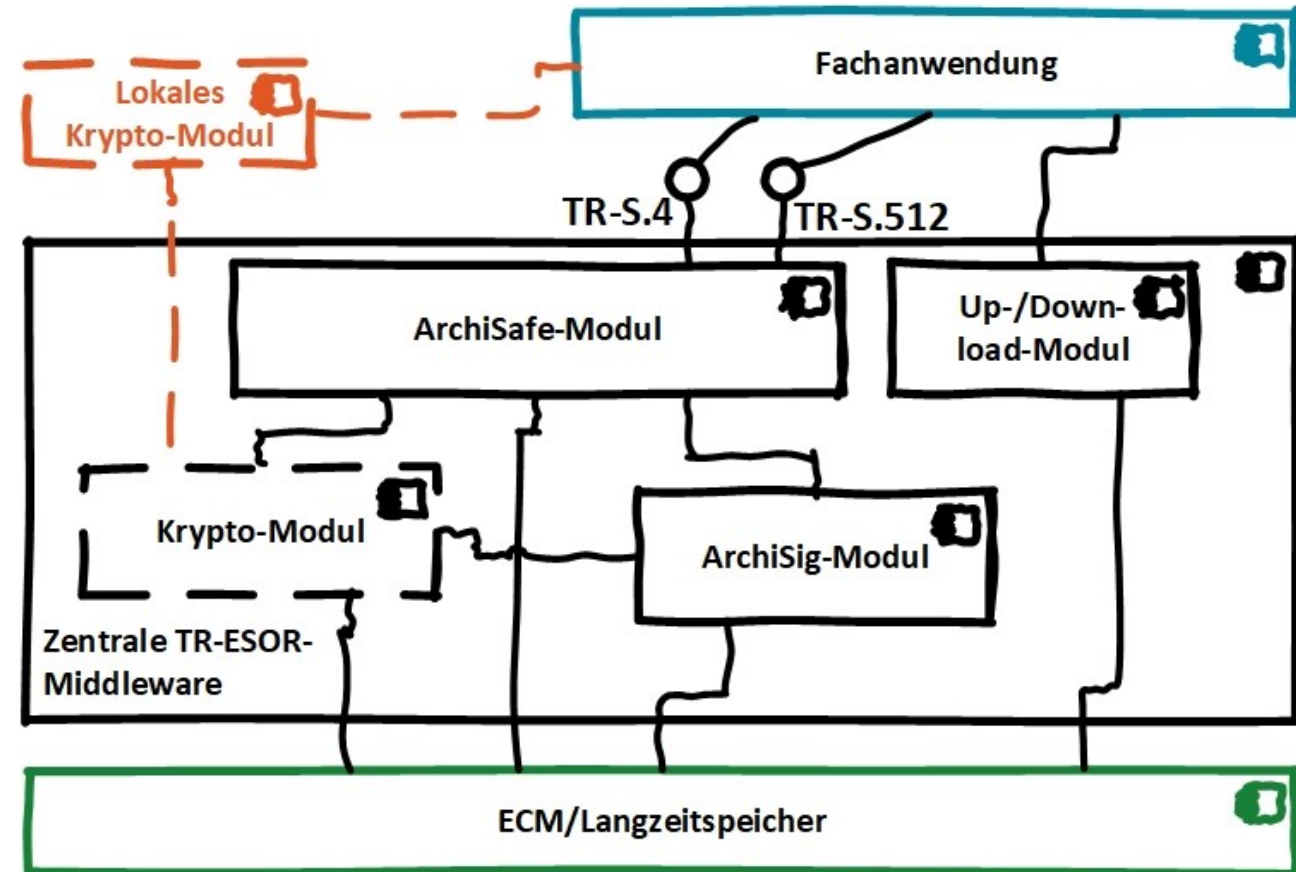 Fachanwendung
Lokales
Krypto-Modul
TR-S.4
TR-S.512
ArchiSafe-Modul
Up-/Down-
load-Modul
Krypto-Modul
ArchiSig-Modul
Zentrale TR-ESOR-
Middleware
ECM/Langzeitspeicher